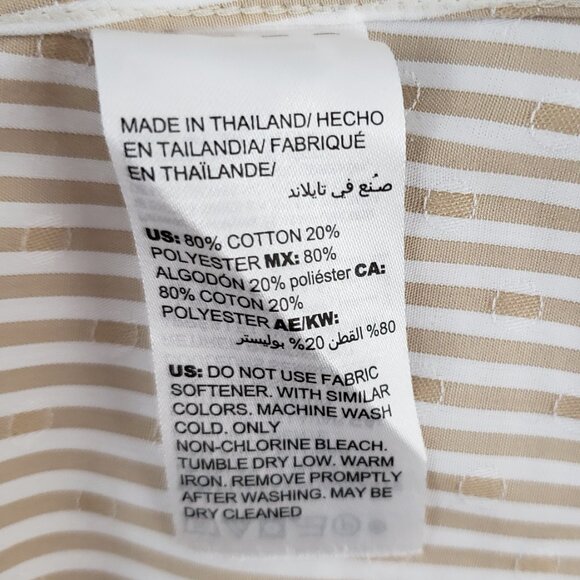 MADE IN THAILAND/ HECHO
EN TAILANDIA/ FABRIQUÉ
EN THAÏLANDE/
صُنع في تايلاند
US: 80% COTTON 20%
POLYESTER MX: 80%
ALGODÓN 20% poliéster CA:
80% COTON 20%
POLYESTER AE/KW:
80% القطن 20% بوليستر
US: DO NOT USE FABRIC
SOFTENER. WITH SIMILAR
COLORS. MACHINE WASH
COLD. ONLY
NON-CHLORINE BLEACH.
TUMBLE DRY LOW. WARM
IRON. REMOVE PROMPTLY
AFTER WASHING. MAY BE
DRY CLEANED